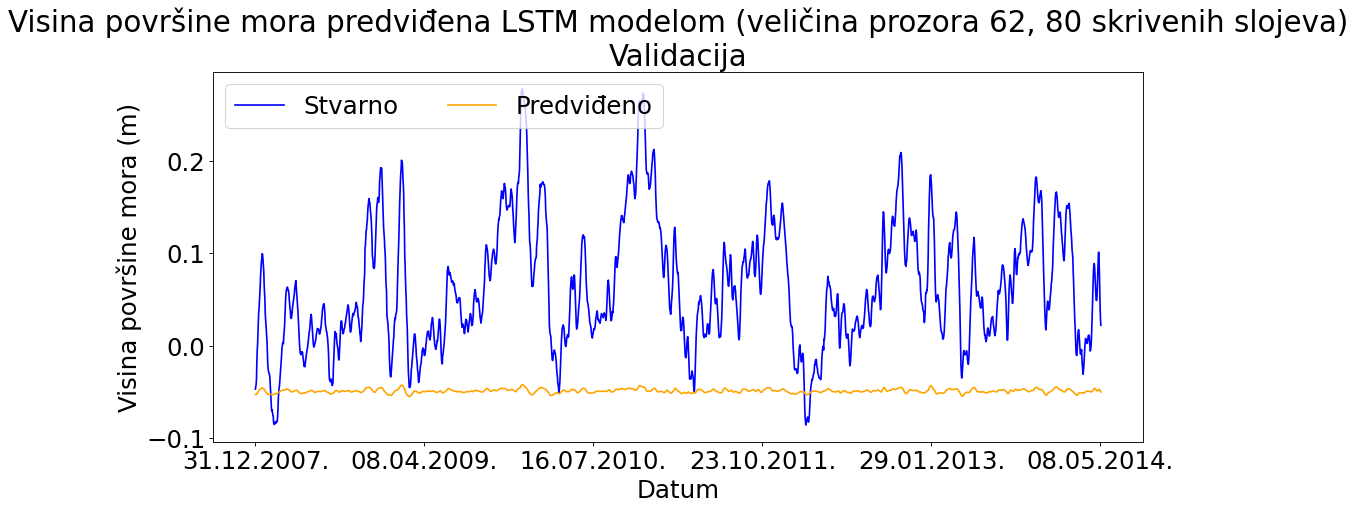 Visina površine mora predviđena LSTM modelom (veličina prozora 62, 80 skrivenih slojeva)
Validacija
Stvarno Predviđeno
Visina površine mora (m)
0.2
0.1
0.0
−0.1
31.12.2007. 08.04.2009. 16.07.2010. 23.10.2011. 29.01.2013. 08.05.2014.
Datum